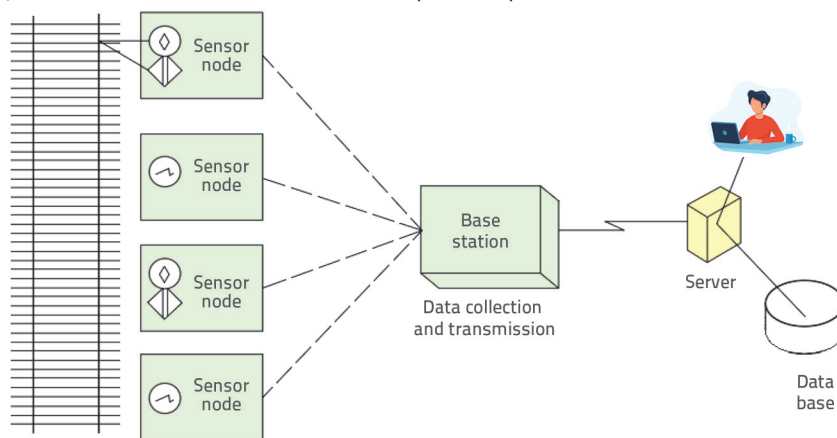 Sensor
node
Sensor
node
Sensor
node
Sensor
node
Base
station
Data collection
and transmission
Server
Data
base